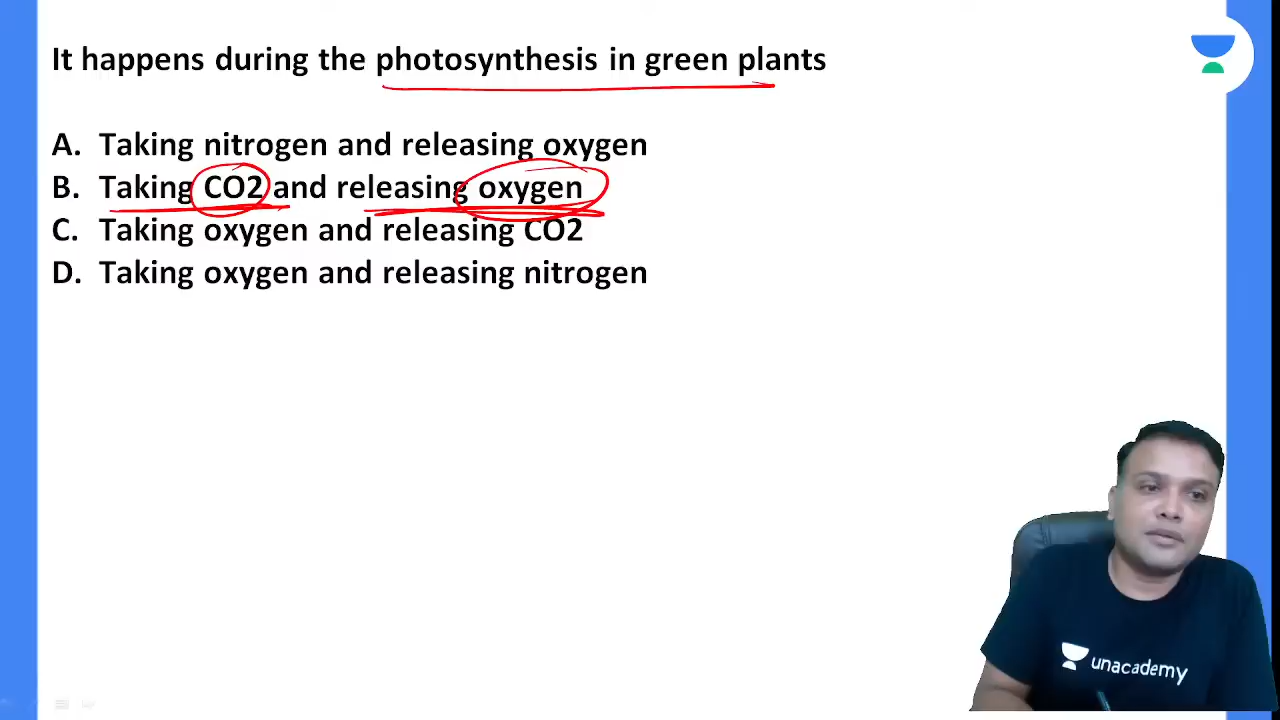 It happens during the photosynthesis in green plants
A. Taking nitrogen and releasing oxygen
B. Taking CO2 and releasing oxygen
C. Taking oxygen and releasing CO2
D. Taking oxygen and releasing nitrogen
unacademy